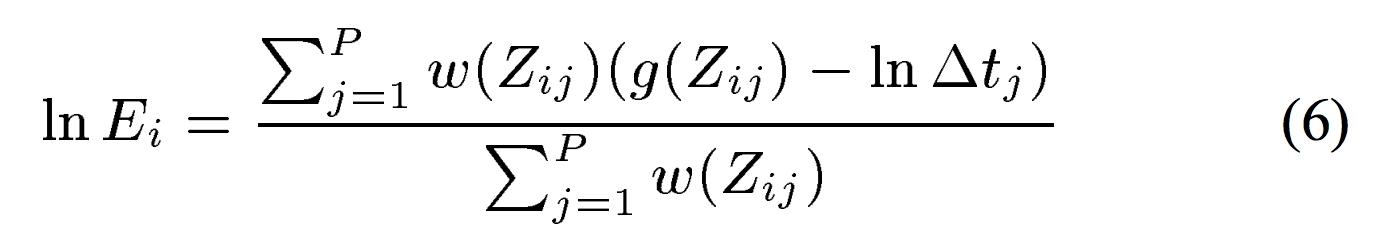 ln E_i = \frac{\sum_{j=1}^{P} w(Z_{ij})(g(Z_{ij}) - \ln \Delta t_j)}{\sum_{j=1}^{P} w(Z_{ij})} (6)